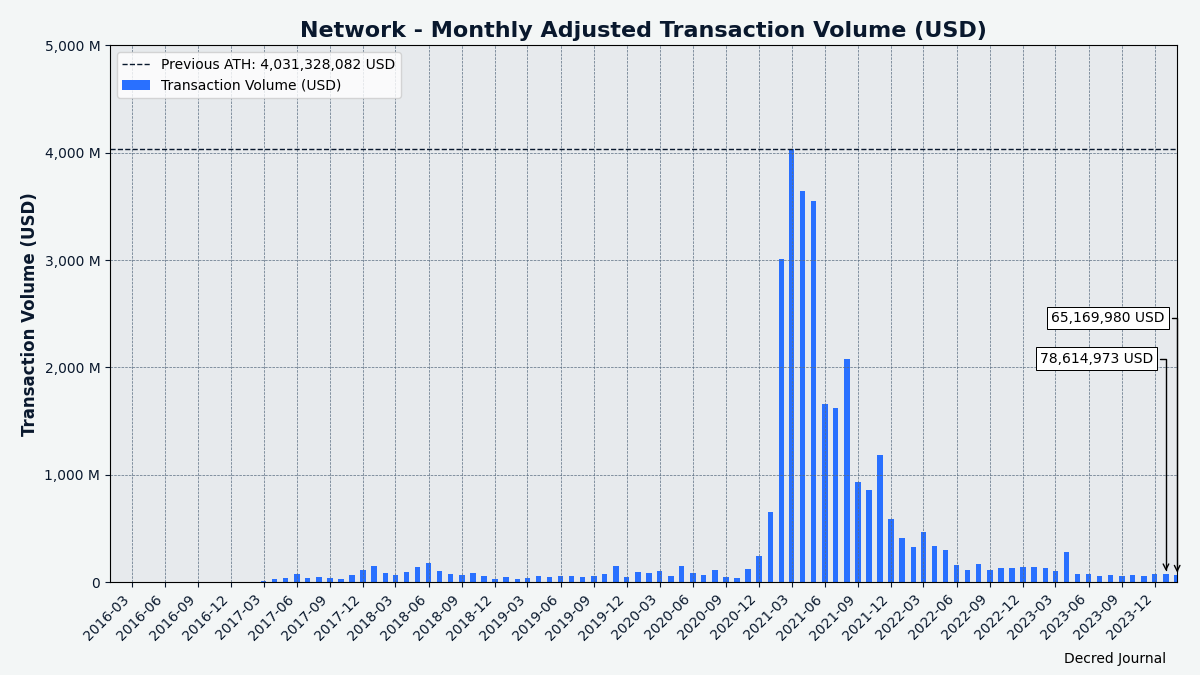 Network - Monthly Adjusted Transaction Volume (USD)
Transaction Volume (USD)
5,000 M
4,000 M
3,000 M
2,000 M
1,000 M
0
Previous ATH: 4,031,328,082 USD
Transaction Volume (USD)
65,169,980 USD
78,614,973 USD
2016-03
2016-06
2016-09
2016-12
2017-03
2017-06
2017-09
2017-12
2018-03
2018-06
2018-09
2018-12
2019-03
2019-06
2019-09
2019-12
2020-03
2020-06
2020-09
2020-12
2021-03
2021-06
2021-09
2021-12
2022-03
2022-06
2022-09
2022-12
2023-03
2023-06
2023-09
2023-12
Decred Journal